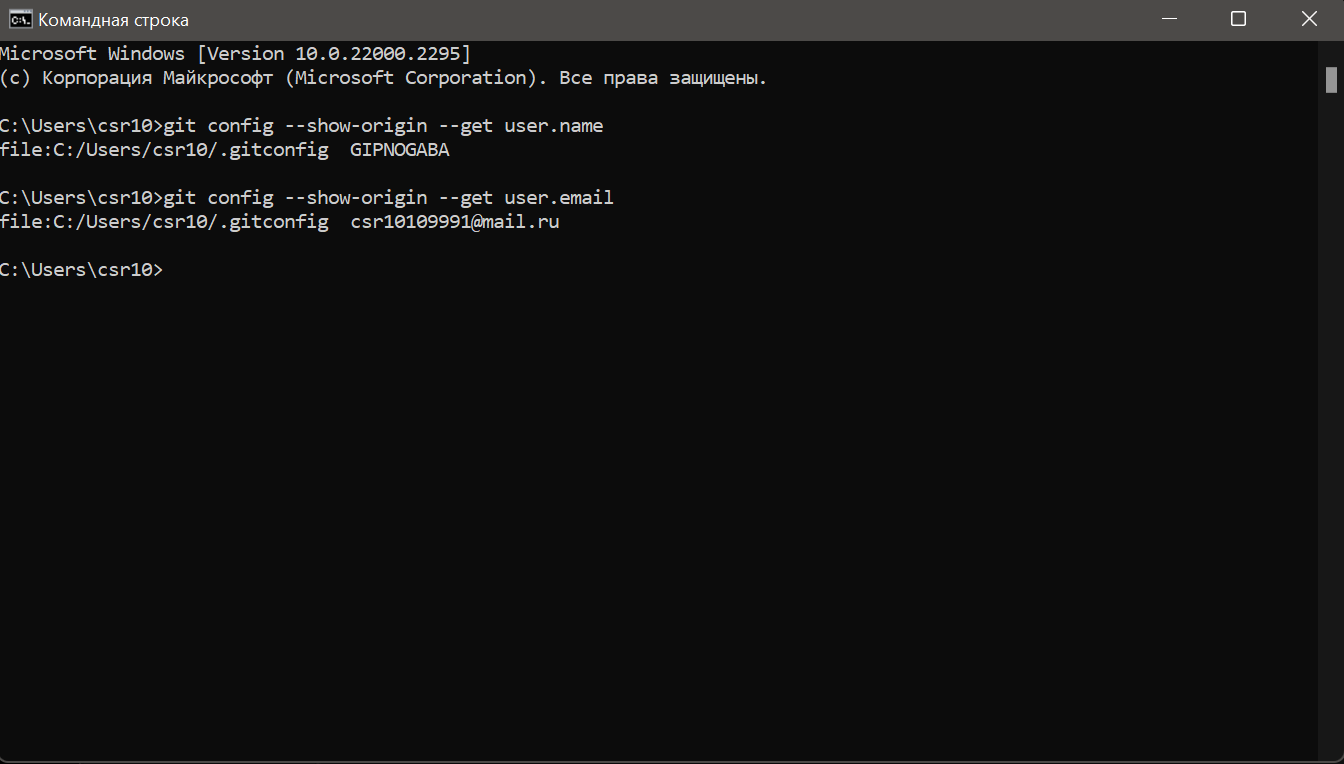 Командная строка
Microsoft Windows [Version 10.0.22000.2295]
(c) Корпорация Майкрософт (Microsoft Corporation). Все права защищены.
C:\Users\csr10>git config --show-origin --get user.name
file:C:/Users/csr10/.gitconfig  GIPNOGABA
C:\Users\csr10>git config --show-origin --get user.email
file:C:/Users/csr10/.gitconfig  csr10109991@mail.ru
C:\Users\csr10>